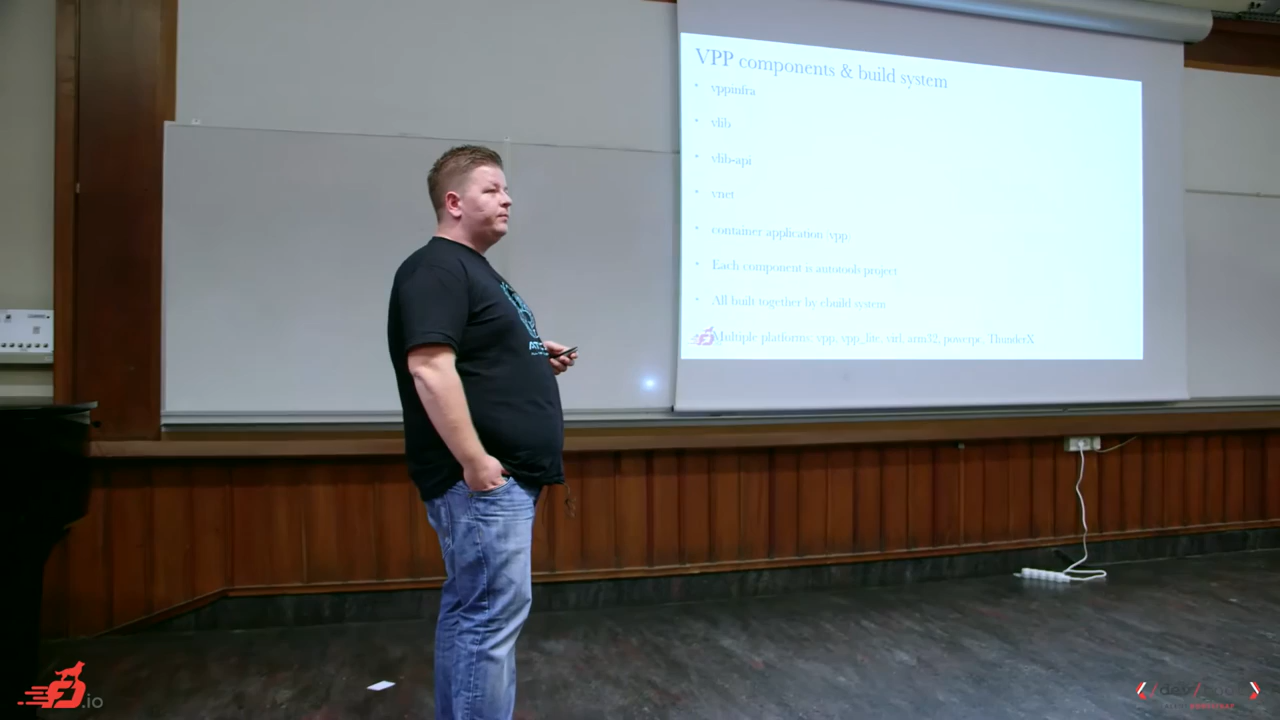 VPP components & build system
• vppinfra
• vlib
• vlib-api
• vnet
• container application vpp
• Each component is autotools project
• All built together by ebuild system
Multiple platforms, vpp, vpp_lite, virl, arm32, powerpc, ThunderX
.io